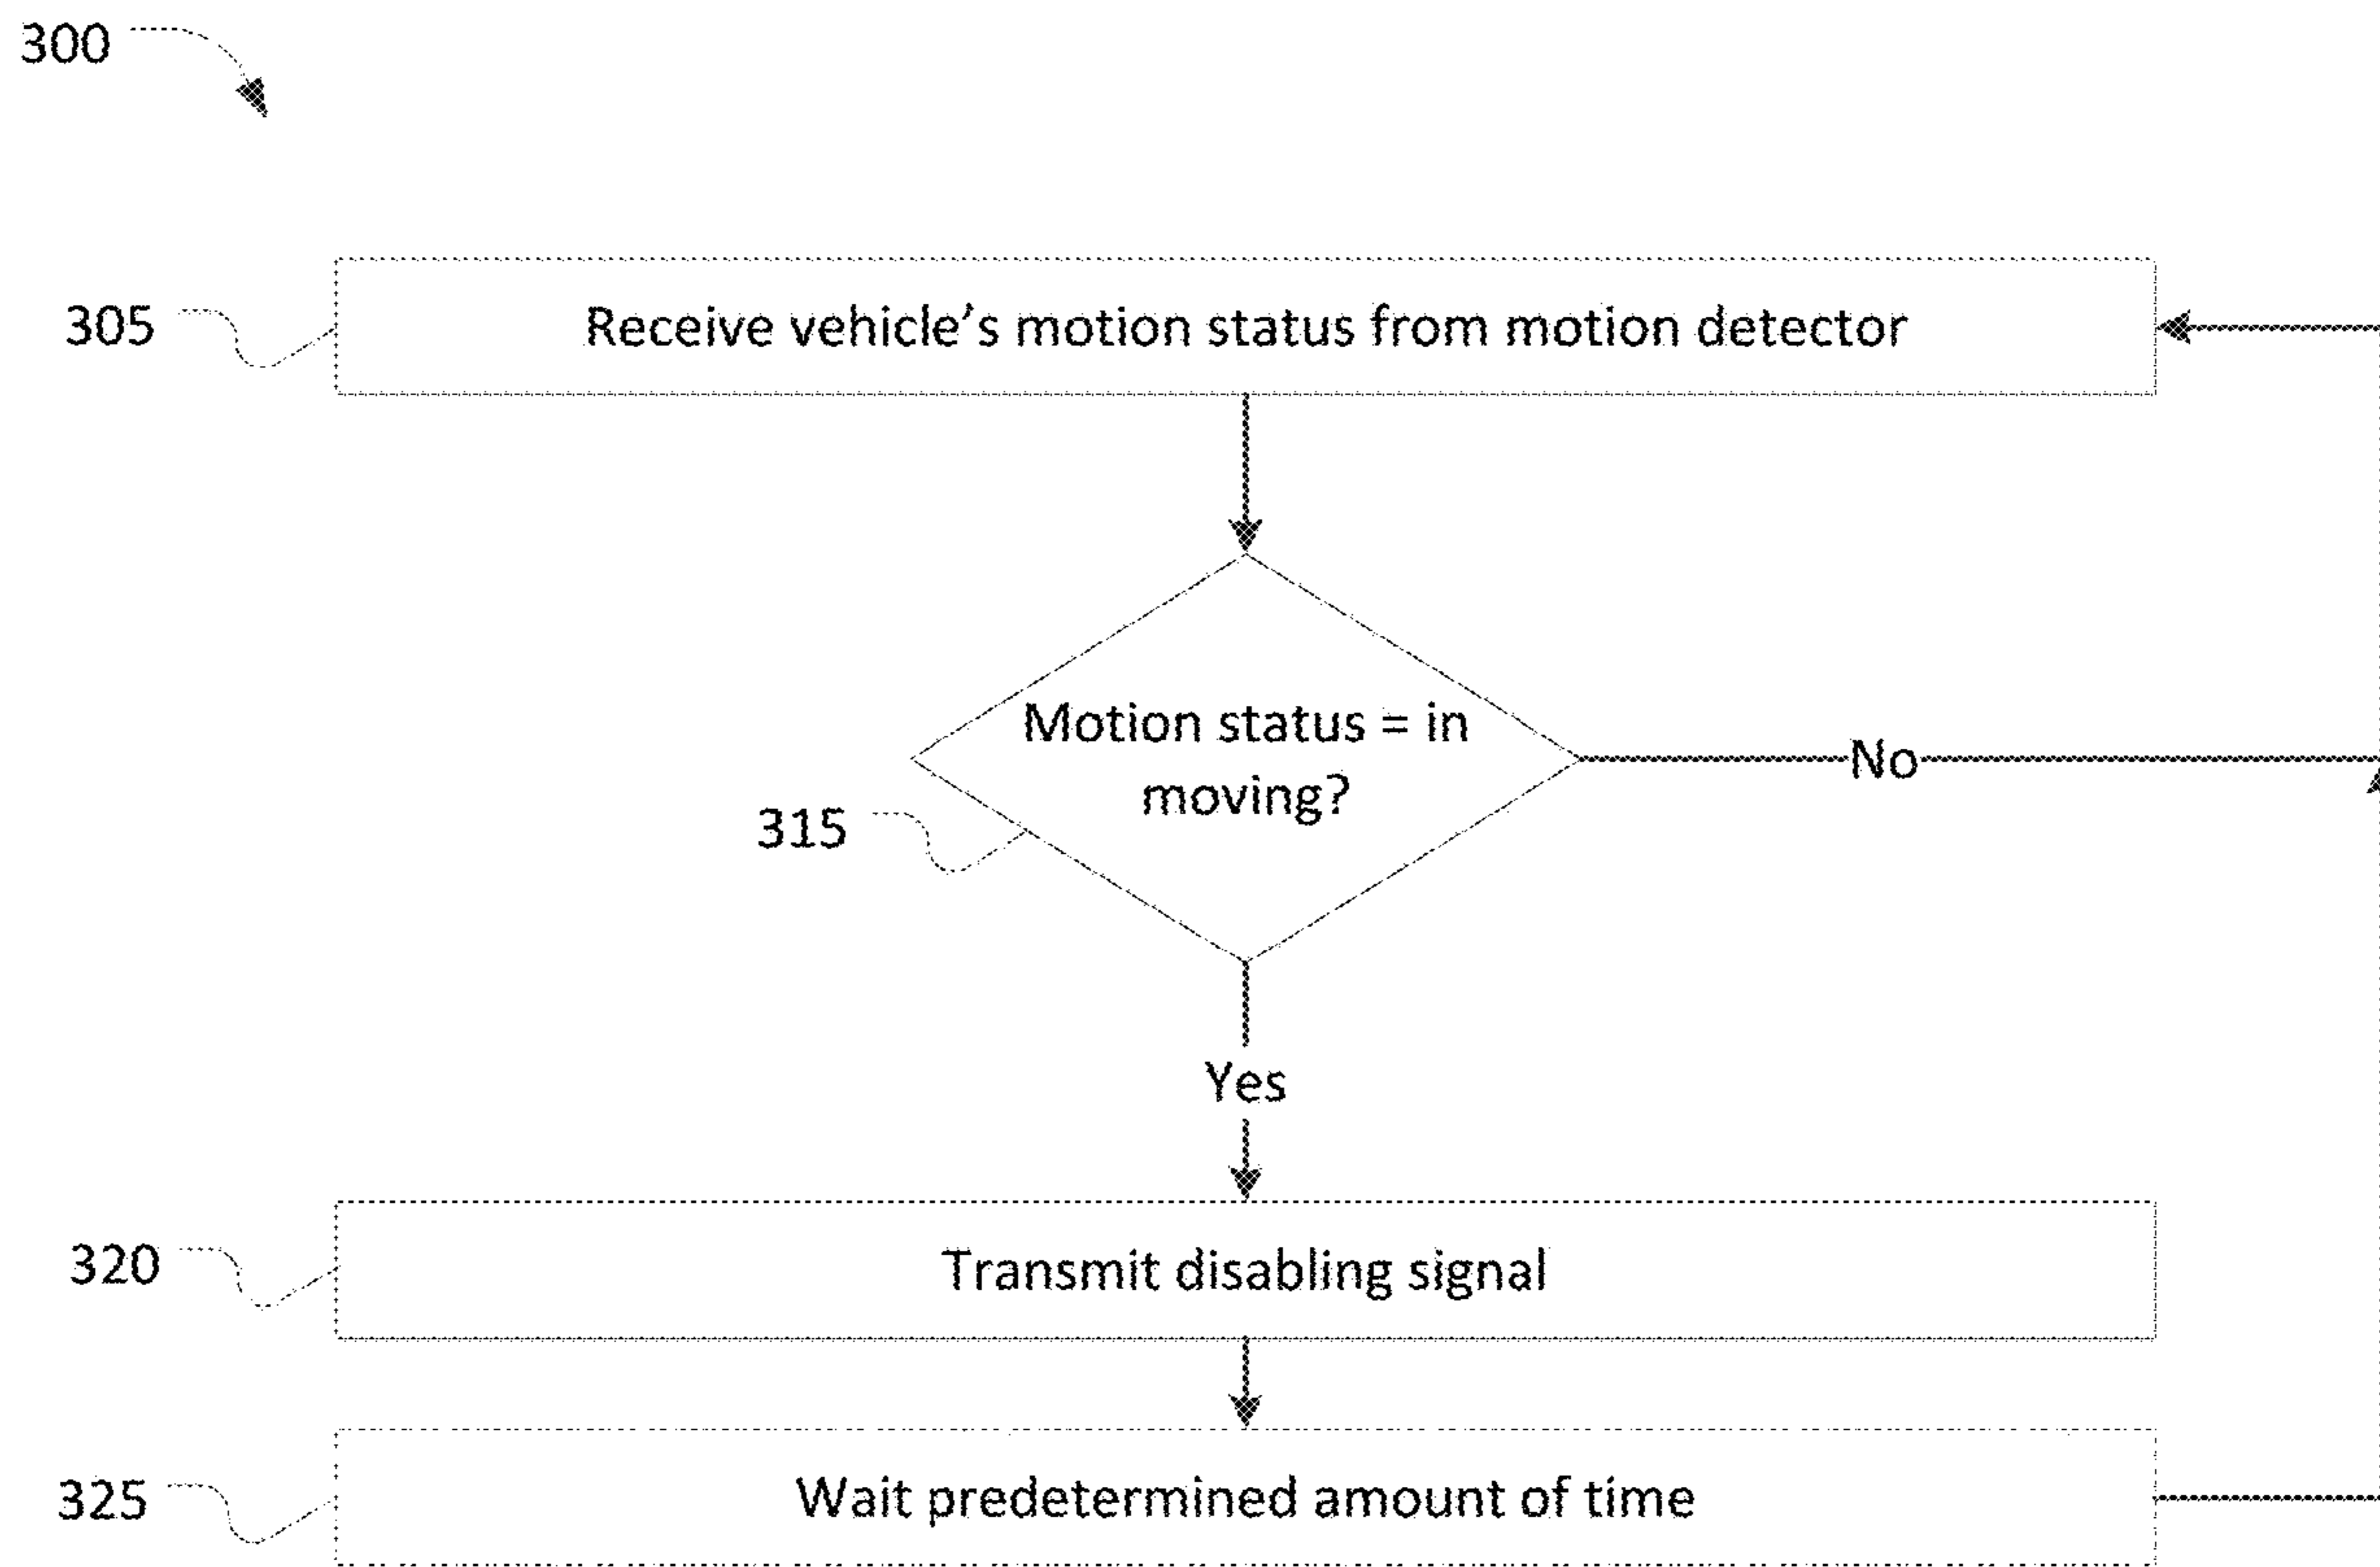 300
305
Receive vehicle's motion status from motion detector
Motion status = in
moving?
No
315
Yes
320
Transmit disabling signal
325
Wait predetermined amount of time